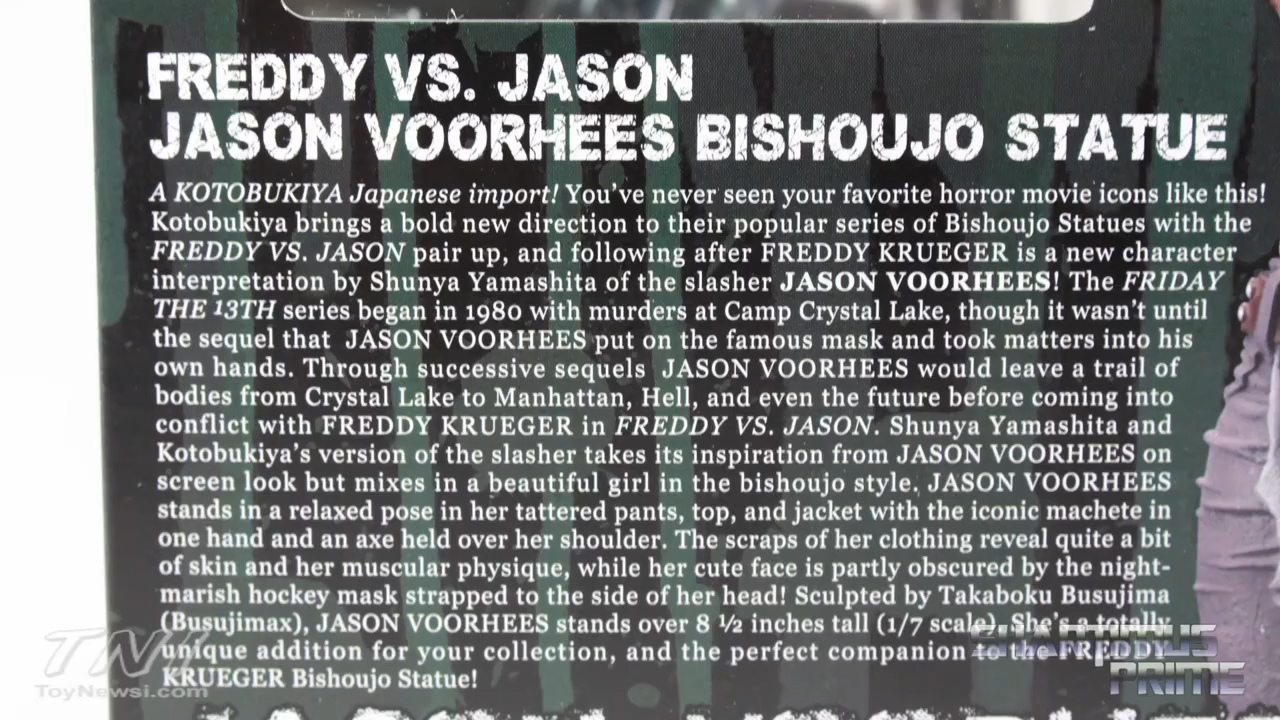 FREDDY VS. JASON
JASON VOORHEES BISHOUJO STATUE
A KOTOBUKIYA Japanese import! You've never seen your favorite horror movie icons like this!
Kotobukiya brings a bold new direction to their popular series of Bishoujo Statues with the
FREDDY VS. JASON pair up, and following after FREDDY KRUEGER is a new character
interpretation by Shunya Yamashita of the slasher JASON VOORHEES! The FRIDAY
THE 13TH series began in 1980 with murders at Camp Crystal Lake, though it wasn't until
the sequel that JASON VOORHEES put on the famous mask and took matters into his
own hands. Through successive sequels JASON VOORHEES would leave a trail of
bodies from Crystal Lake to Manhattan, Hell, and even the future before coming into
conflict with FREDDY KRUEGER in FREDDY VS. JASON. Shunya Yamashita and
Kotobukiya's version of the slasher takes its inspiration from JASON VOORHEES on
screen look but mixes in a beautiful girl in the bishoujo style. JASON VOORHEES
stands in a relaxed pose in her tattered pants, top, and jacket with the iconic machete in
one hand and an axe held over her shoulder. The scraps of her clothing reveal quite a bit
of skin and her muscular physique, while her cute face is partly obscured by the night-
marish hockey mask strapped to the side of her head! Sculpted by Takaboku Busujima
(Busujimax), JASON VOORHEES stands over 8 ½ inches tall (1/7 scale). She's a totally
unique addition for your collection, and the perfect companion to the FREDDY
KRUEGER Bishoujo Statue!
TNI
ToyNewsi.com
PRIME